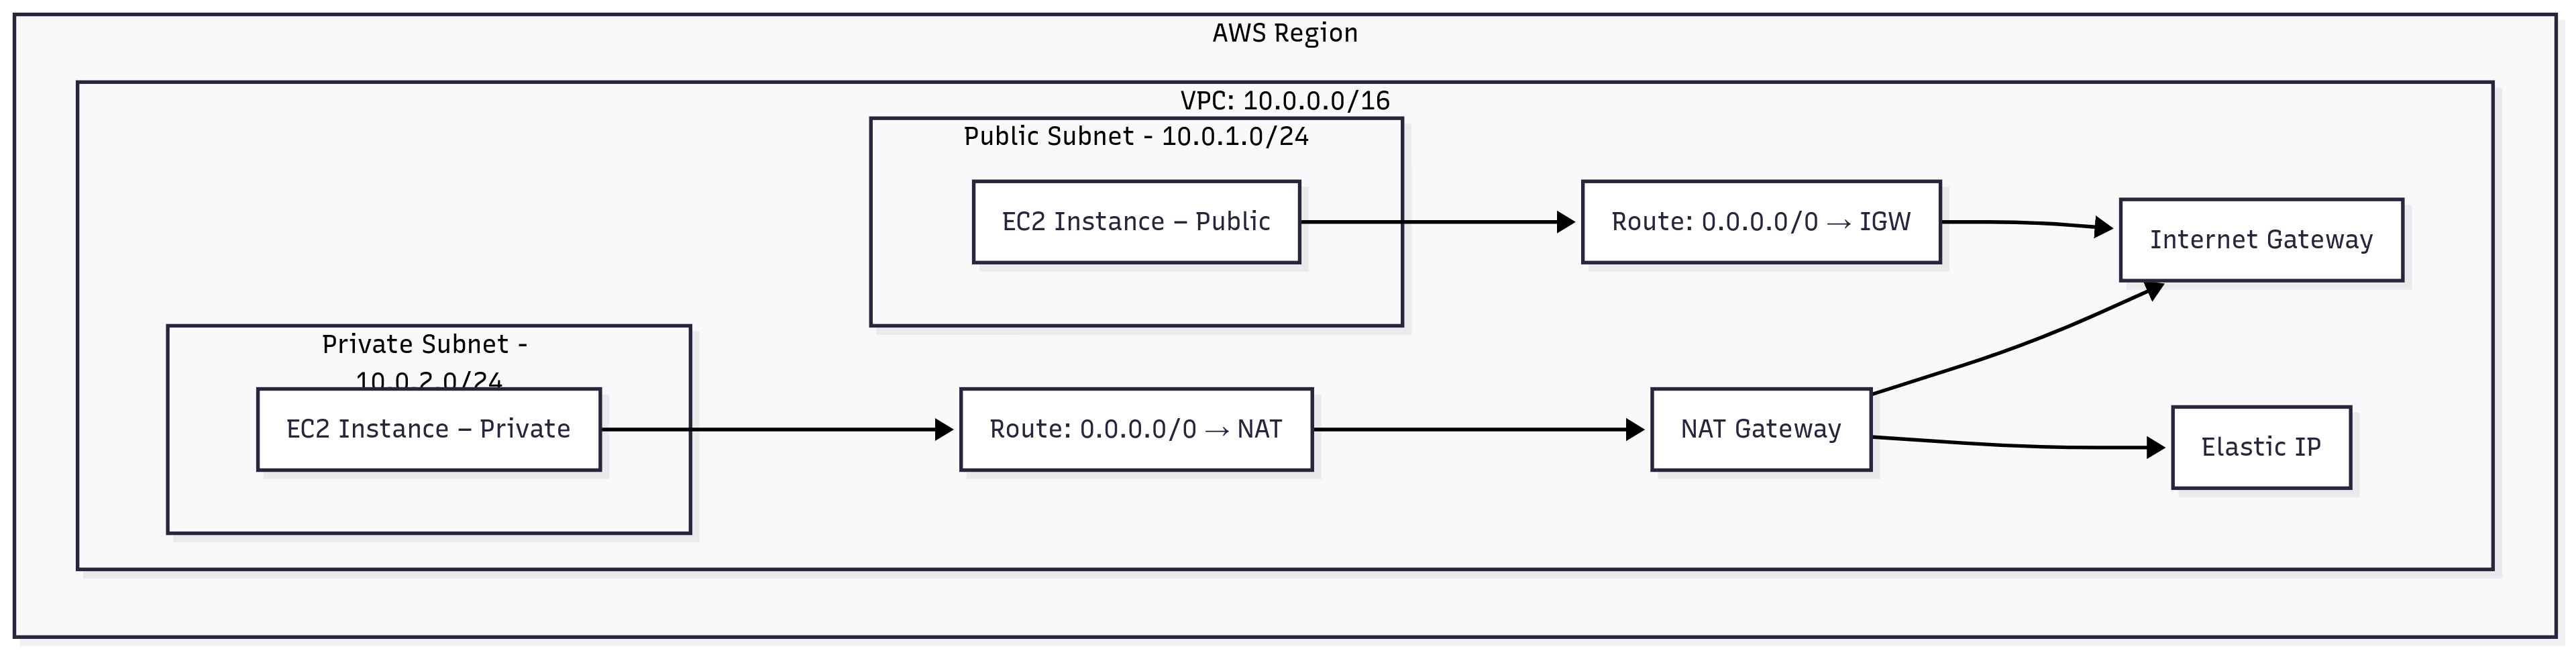 AWS Region
VPC: 10.0.0.0/16
Public Subnet - 10.0.1.0/24
EC2 Instance – Public
Route: 0.0.0.0/0 → IGW
Internet Gateway
Private Subnet -
10.0.2.0/24
EC2 Instance – Private
Route: 0.0.0.0/0 → NAT
NAT Gateway
Elastic IP